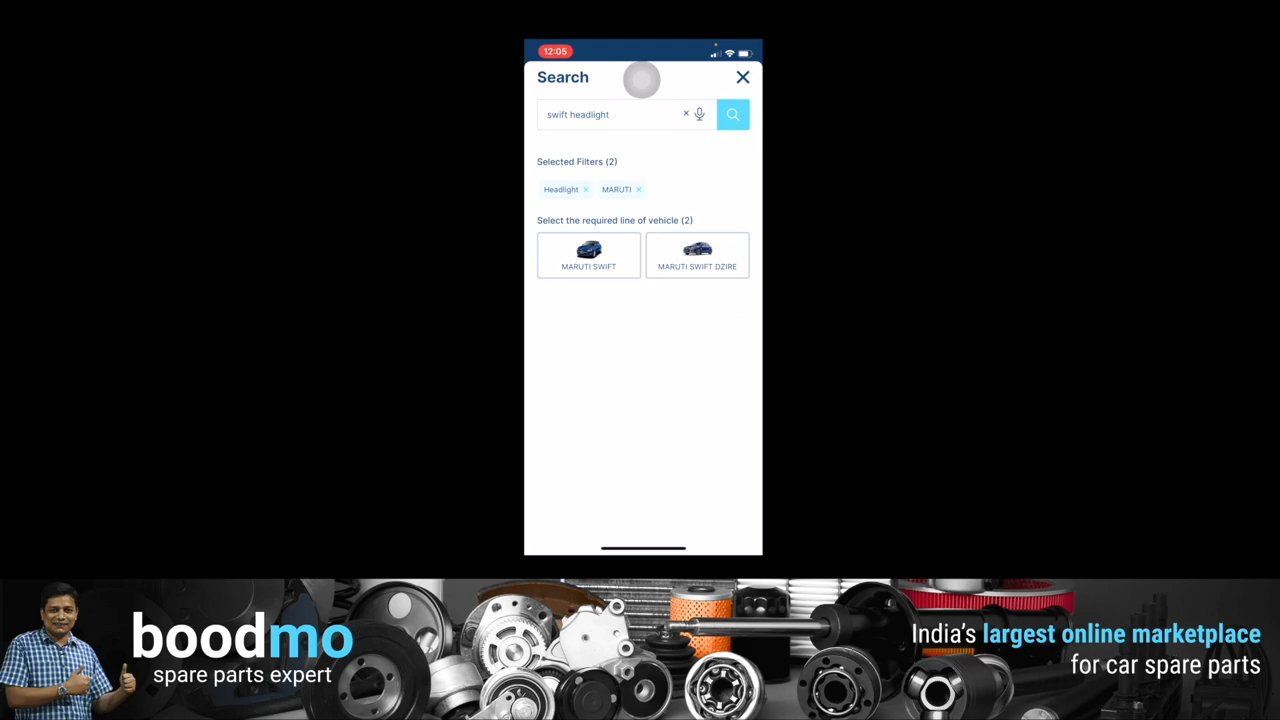 12:05
Search
swift headlight
Selected Filters (2)
Headlight × MARUTI ×
Select the required line of vehicle (2)
MARUTI SWIFT
MARUTI SWIFT DZIRE
boodmo
spare parts expert
India's largest online marketplace
for car spare parts